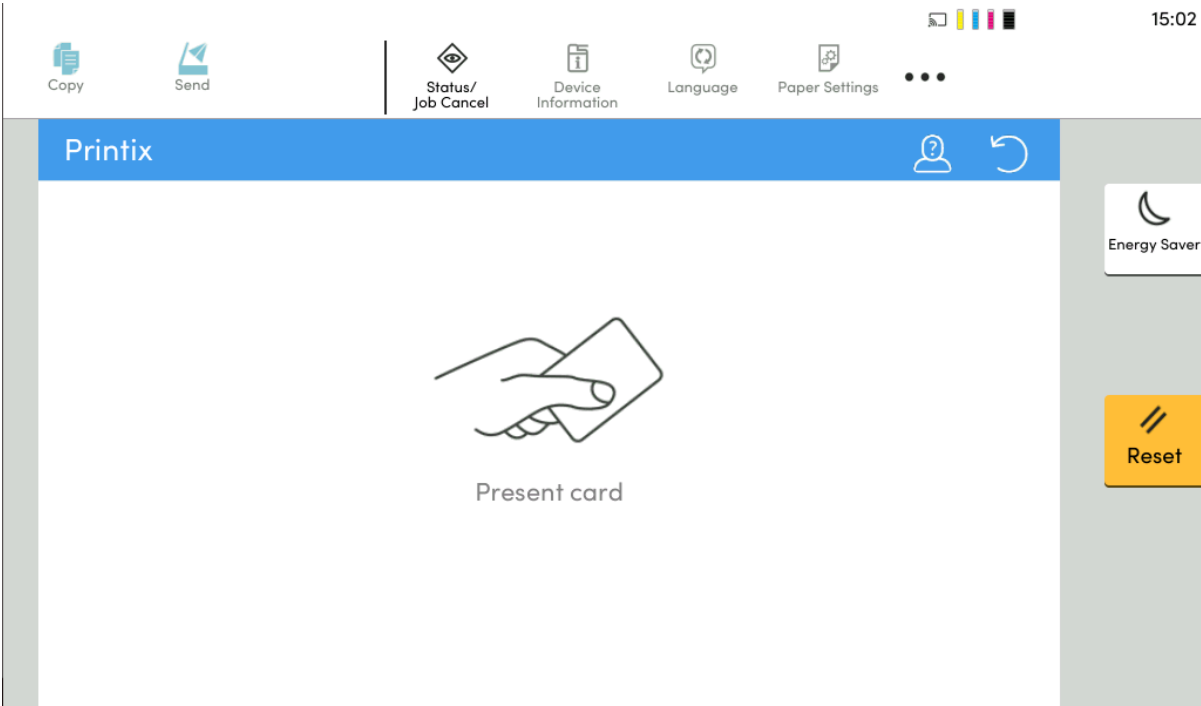 15:02
Copy
Send
Status/
Job Cancel
Device
Information
Language
Paper Settings
Printix
?
Energy Saver
Present card
Reset